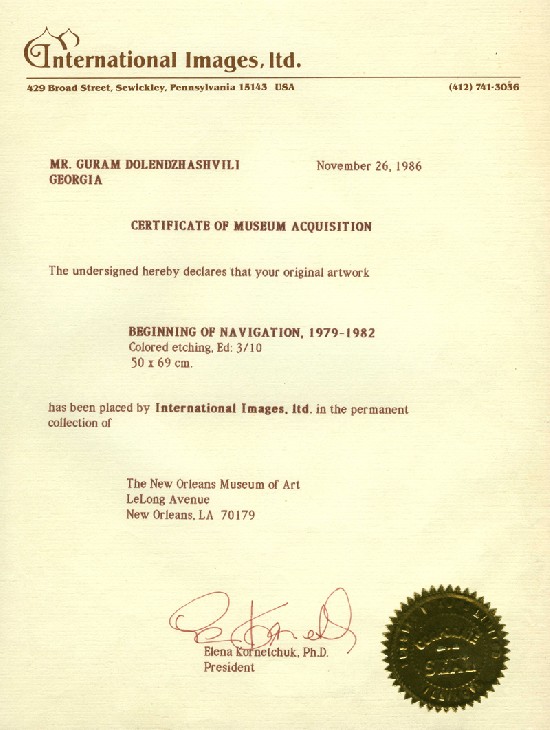 International Images, ltd.
429 Broad Street, Sewickley, Pennsylvania 15143 USA (412) 741-3036
MR. GURAM DOLENDZHASHVILI November 26, 1986
GEORGIA
CERTIFICATE OF MUSEUM ACQUISITION
The undersigned hereby declares that your original artwork
BEGINNING OF NAVIGATION, 1979-1982
Colored etching, Ed: 3/10
50 x 69 cm.
has been placed by International Images, ltd. in the permanent
collection of
The New Orleans Museum of Art
LeLong Avenue
New Orleans, LA 70179
Elena Kornetchuk, Ph.D.
President